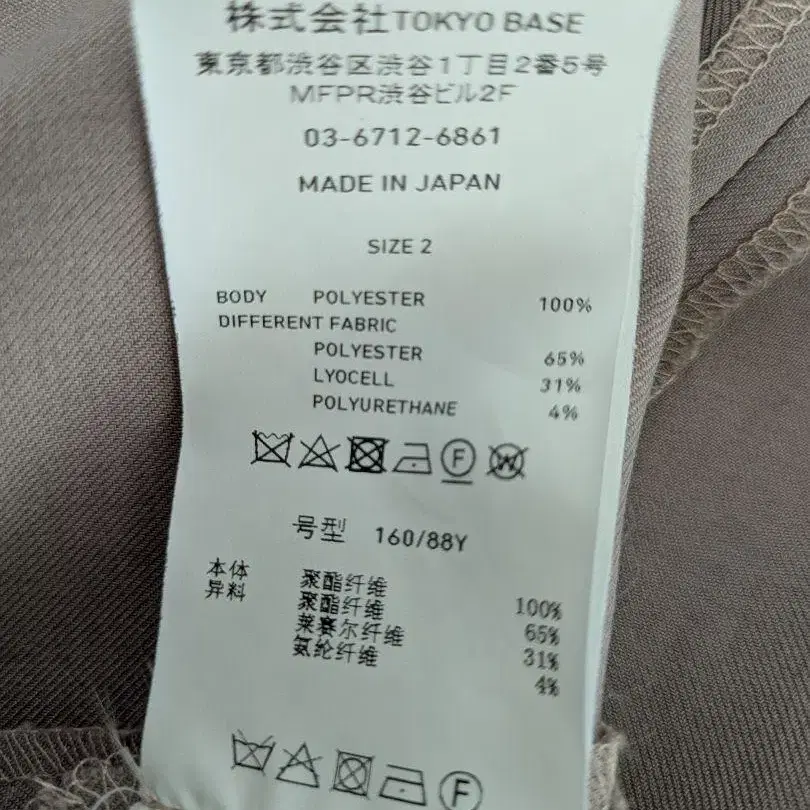 株式会社TOKYO BASE
東京都渋谷区渋谷1丁目2番5号
MFPR渋谷ビル2F
03-6712-6861
MADE IN JAPAN
SIZE 2
BODY POLYESTER 100%
DIFFERENT FABRIC
POLYESTER 65%
LYOCELL 31%
POLYURETHANE 4%
F W
号型 160/88Y
本体 聚酯纤维 100%
异料 聚酯纤维 65%
莱赛尔纤维 31%
氨纶纤维 4%
F